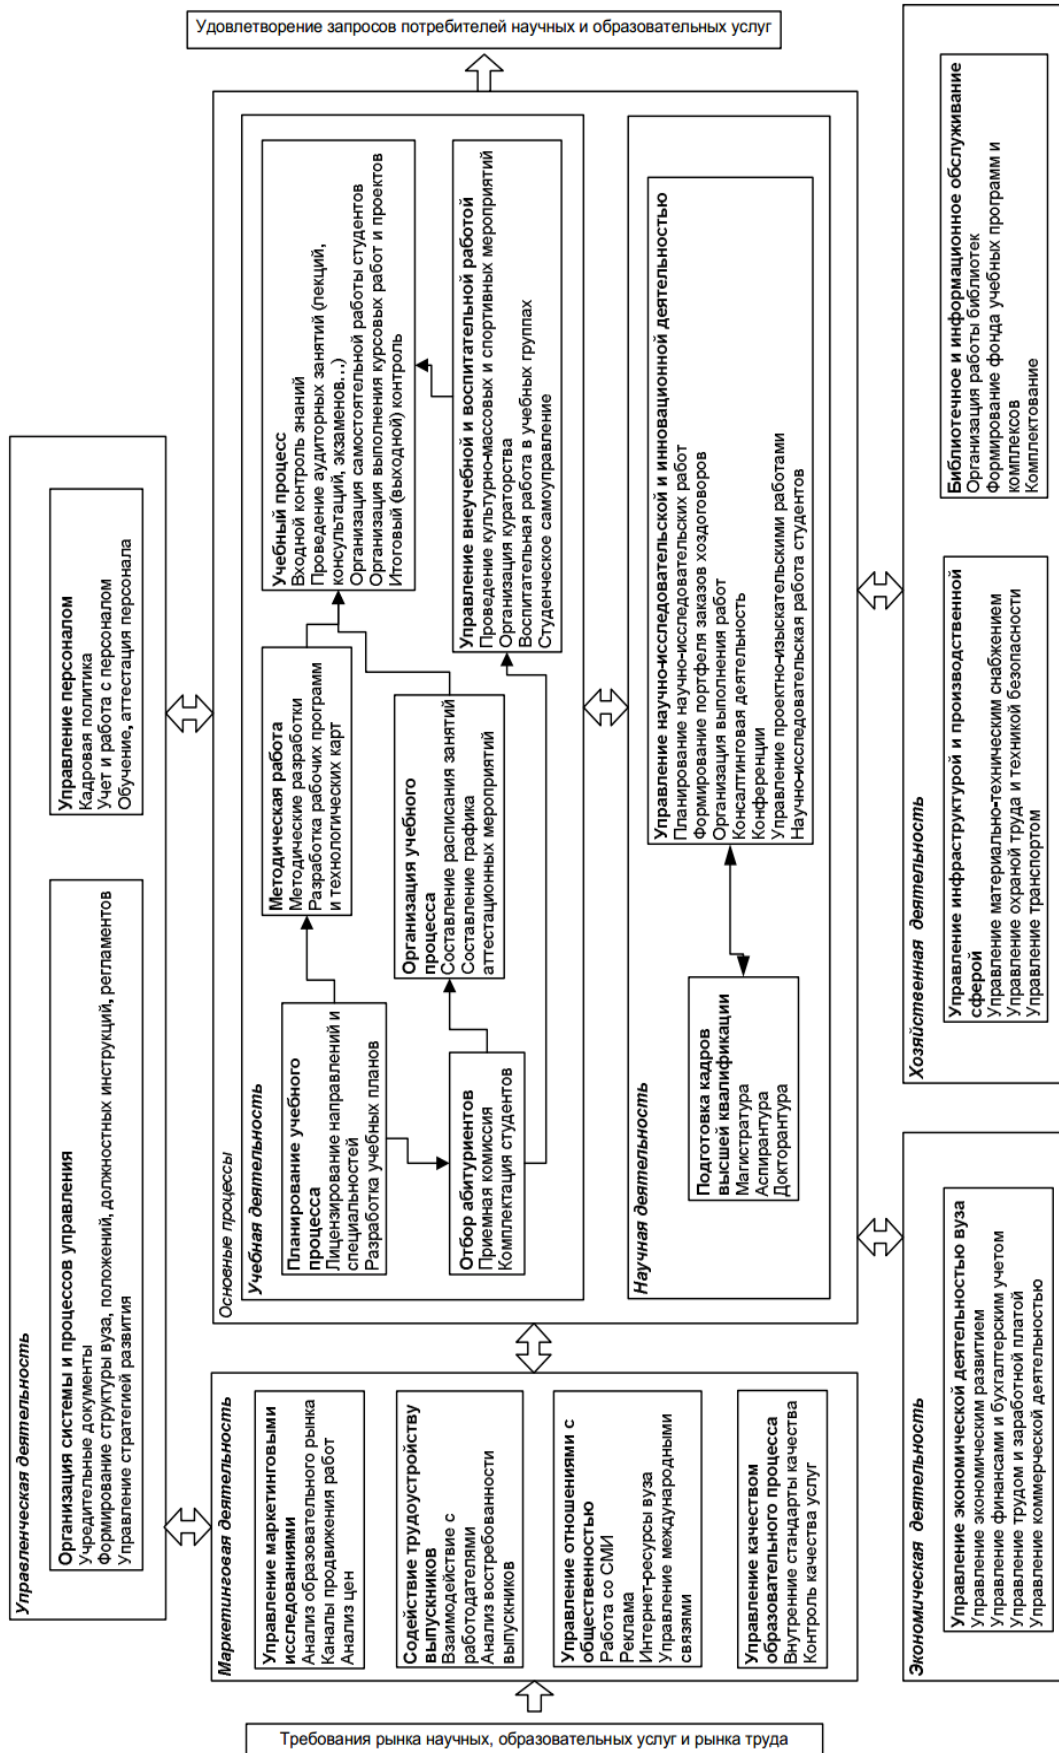 Управленческая деятельность
Организация системы и процессов управления
Учредительные документы
Формирование структуры вуза, положений, должностных инструкций, регламентов
Управление стратегией развития
Управление персоналом
Кадровая политика
Учет и работа с персоналом
Обучение, аттестация персонала
Требования рынка научных, образовательных услуг и рынка труда
Маркетинговая деятельность
Управление маркетинговыми
исследованиями
Анализ образовательного рынка
Каналы продвижения работ
Анализ цен
Содействие трудоустройству
выпускников
Взаимодействие с
работодателями
Анализ востребованности
выпускников
Управление отношениями с
общественностью
Работа со СМИ
Реклама
Интернет-ресурсы вуза
Управление международными
связями
Управление качеством
образовательного процесса
Внутренние стандарты качества
Контроль качества услуг
Основные процессы
Учебная деятельность
Планирование учебного
процесса
Лицензирование направлений и
специальностей
Разработка учебных планов
Методическая работа
Методические разработки
Разработка рабочих программ
и технологических карт
Учебный процесс
Входной контроль знаний
Проведение аудиторных занятий (лекций,
консультаций, экзаменов...)
Организация самостоятельной работы студентов
Организация выполнения курсовых работ и проектов
Итоговый (выходной) контроль
Отбор абитуриентов
Приемная комиссия
Комплектация студентов
Организация учебного
процесса
Составление расписания занятий
Составление графика
аттестационных мероприятий
Управление внеучебной и воспитательной работой
Проведение культурно-массовых и спортивных мероприятий
Организация кураторства
Воспитательная работа в учебных группах
Студенческое самоуправление
Научная деятельность
Подготовка кадров
высшей квалификации
Магистратура
Аспирантура
Докторантура
Управление научно-исследовательской и инновационной деятельностью
Планирование научно-исследовательских работ
Формирование портфеля заказов хоздоговоров
Организация выполнения работ
Консалтинговая деятельность
Конференции
Управление проектно-изыскательскими работами
Научно-исследовательская работа студентов
Удовлетворение запросов потребителей научных и образовательных услуг
Экономическая деятельность
Управление экономической деятельностью вуза
Управление экономическим развитием
Управление финансами и бухгалтерским учетом
Управление трудом и заработной платой
Управление коммерческой деятельностью
Хозяйственная деятельность
Управление инфраструктурой и производственной
сферой
Управление материально-техническим снабжением
Управление охраной труда и техникой безопасности
Управление транспортом
Библиотечное и информационное обслуживание
Организация работы библиотек
Формирование фонда учебных программ и
комплексов
Комплектование